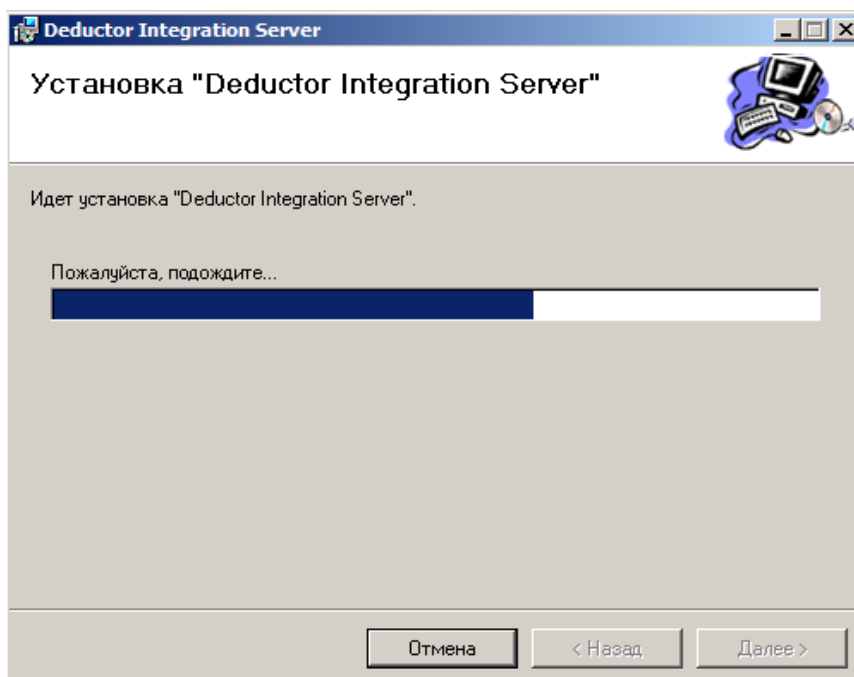 Deductor Integration Server
Установка "Deductor Integration Server"
Идет установка "Deductor Integration Server".
Пожалуйста, подождите...
Отмена
< Назад
Далее >